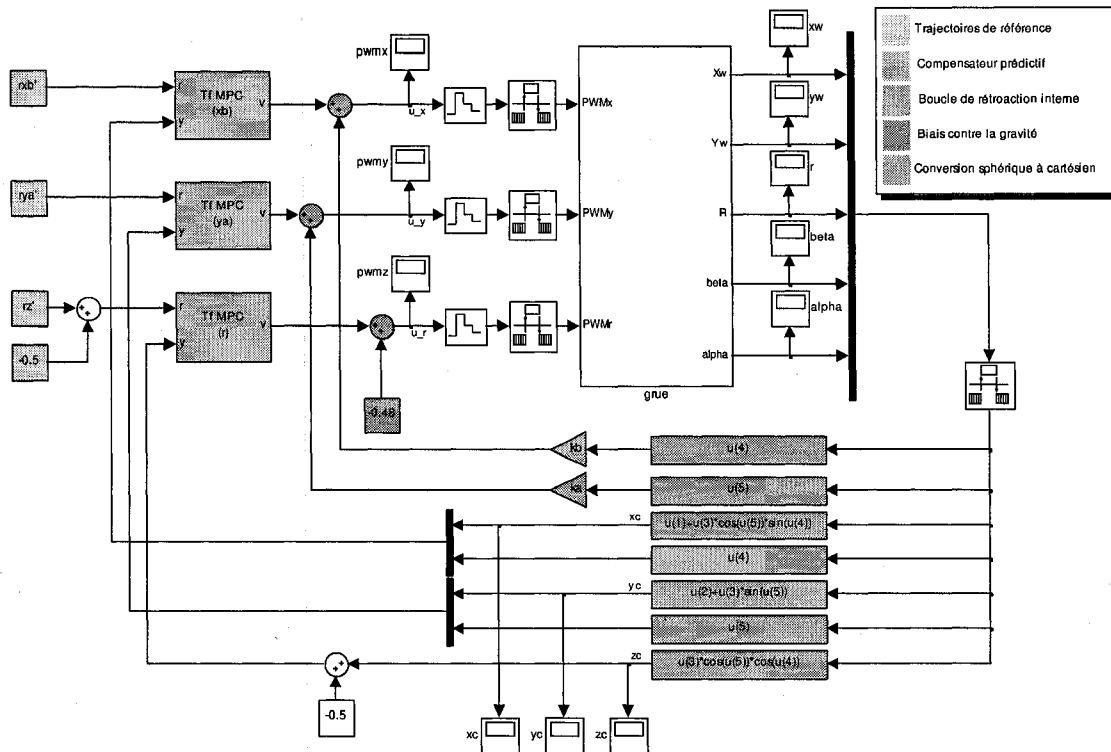 xw
Trajectoires de référence
Compensateur prédictif
Boucle de rétroaction interne
Biais contre la gravité
Conversion sphérique à cartésien
pwmx
rxb'
r
Tf MPC
(xb)
y
v
u_x
PWMx
Xw
yw
pwmy
Yw
rya'
r
Tf MPC
(ya)
y
v
u_y
PWMy
r
R
beta
pwmz
rz'
r
Tf MPC
(r)
y
v
u_r
PWMr
beta
alpha
-0.5
alpha
grue
-0.48
kb
u(4)
ka
u(5)
xc
u(1)+u(3)*cos(u(5))*sin(u(4))
u(4)
yc
u(2)+u(3)*sin(u(5))
u(5)
zc
u(3)*cos(u(5))*cos(u(4))
-0.5
xc
yc
zc